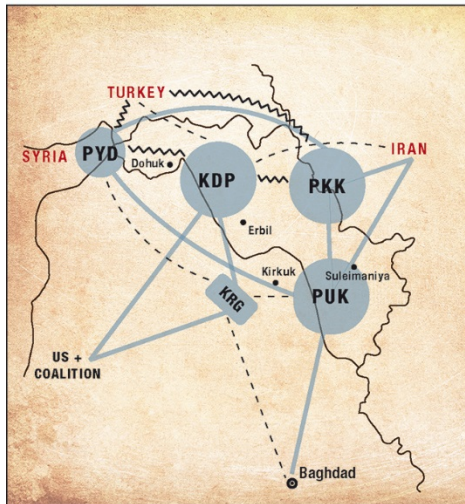 TURKEY
SYRIA
PYD
IRAN
Dohuk
KDP
PKK
Erbil
Kirkuk
Suleimaniya
KRG
PUK
US +
COALITION
Baghdad